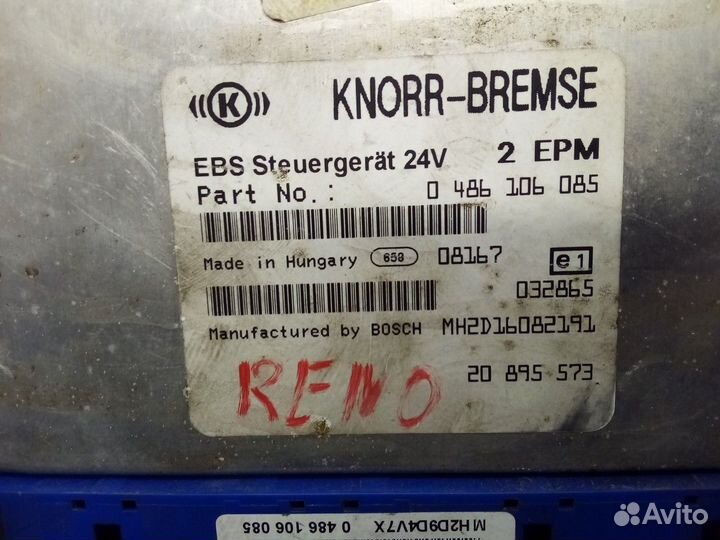 K KNORR-BREMSE
EBS Steuergerät 24V 2 EPM
Part No.: 0 486 106 085
Made in Hungary 658 08167 e1
032865
Manufactured by BOSCH MH2D16082191
RENO 20 895 573
MH2D9D4V7X 0 486 106 085
Avito